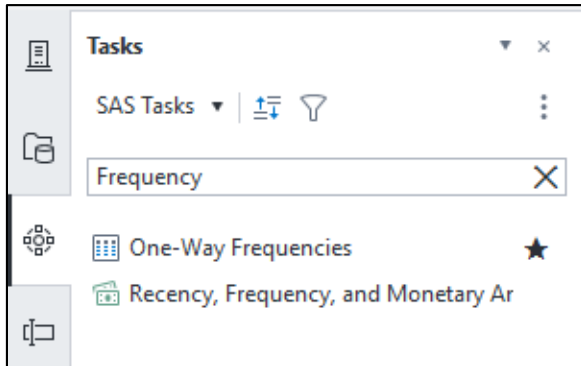 Tasks
SAS Tasks
Frequency
One-Way Frequencies
Recency, Frequency, and Monetary Ar